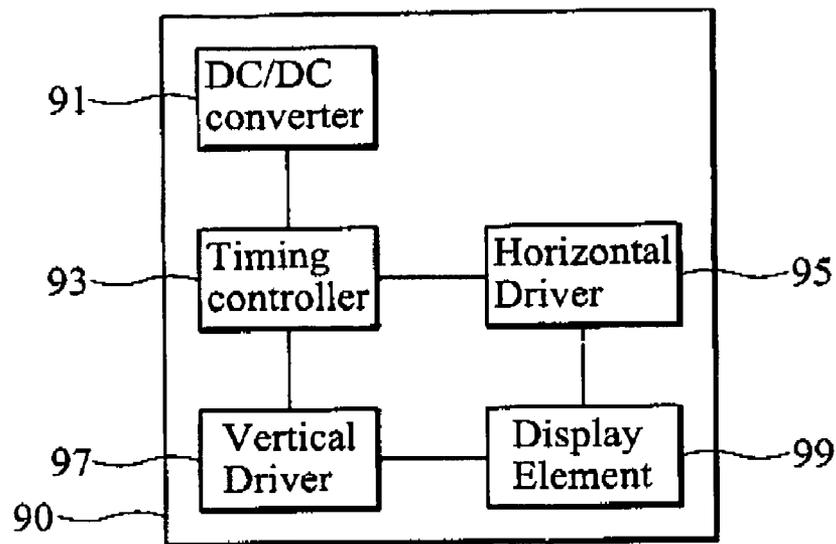 DC/DC
converter
91
Timing
controller
93
Horizontal
Driver
95
Vertical
Driver
97
Display
Element
99
90